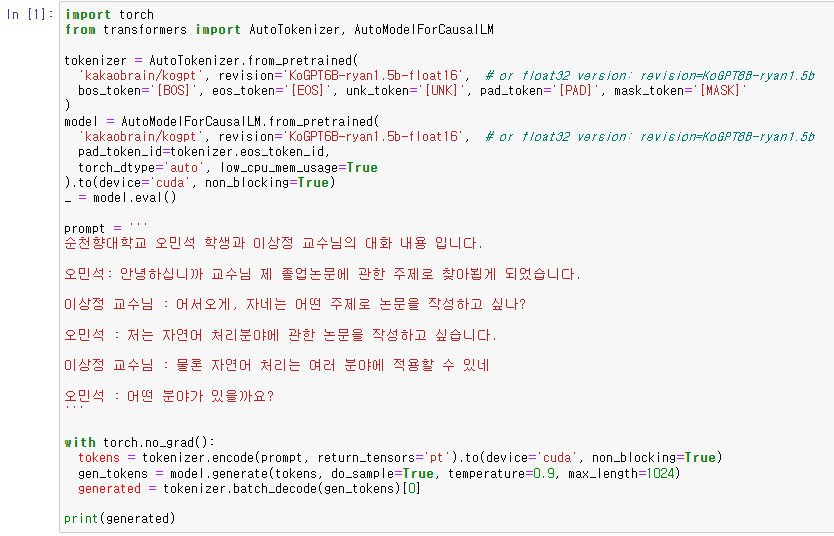 In [1]:
import torch
from transformers import AutoTokenizer, AutoModelForCausalLM
tokenizer = AutoTokenizer.from_pretrained(
'kakaobrain/kogpt', revision='KoGPT6B-ryan1.5b-float16', # or float32 version: revision=KoGPT6B-ryan1.5b
bos_token='[BOS]', eos_token='[EOS]', unk_token='[UNK]', pad_token='[PAD]', mask_token='[MASK]'
)
model = AutoModelForCausalLM.from_pretrained(
'kakaobrain/kogpt', revision='KoGPT6B-ryan1.5b-float16', # or float32 version: revision=KoGPT6B-ryan1.5b
pad_token_id=tokenizer.eos_token_id,
torch_dtype='auto', low_cpu_mem_usage=True
).to(device='cuda', non_blocking=True)
_ = model.eval()
prompt = '''
순천향대학교 오민석 학생과 이상정 교수님의 대화 내용 입니다.
오민석: 안녕하십니까 교수님 제 졸업논문에 관한 주제로 찾아뵙게 되었습니다.
이상정 교수님 : 어서오게, 자네는 어떤 주제로 논문을 작성하고 싶나?
오민석 : 저는 자연어 처리분야에 관한 논문을 작성하고 싶습니다.
이상정 교수님 : 물론 자연어 처리는 여러 분야에 적용할 수 있네
오민석 : 어떤 분야가 있을까요?
'''
with torch.no_grad():
tokens = tokenizer.encode(prompt, return_tensors='pt').to(device='cuda', non_blocking=True)
gen_tokens = model.generate(tokens, do_sample=True, temperature=0.9, max_length=1024)
generated = tokenizer.batch_decode(gen_tokens)[0]
print(generated)